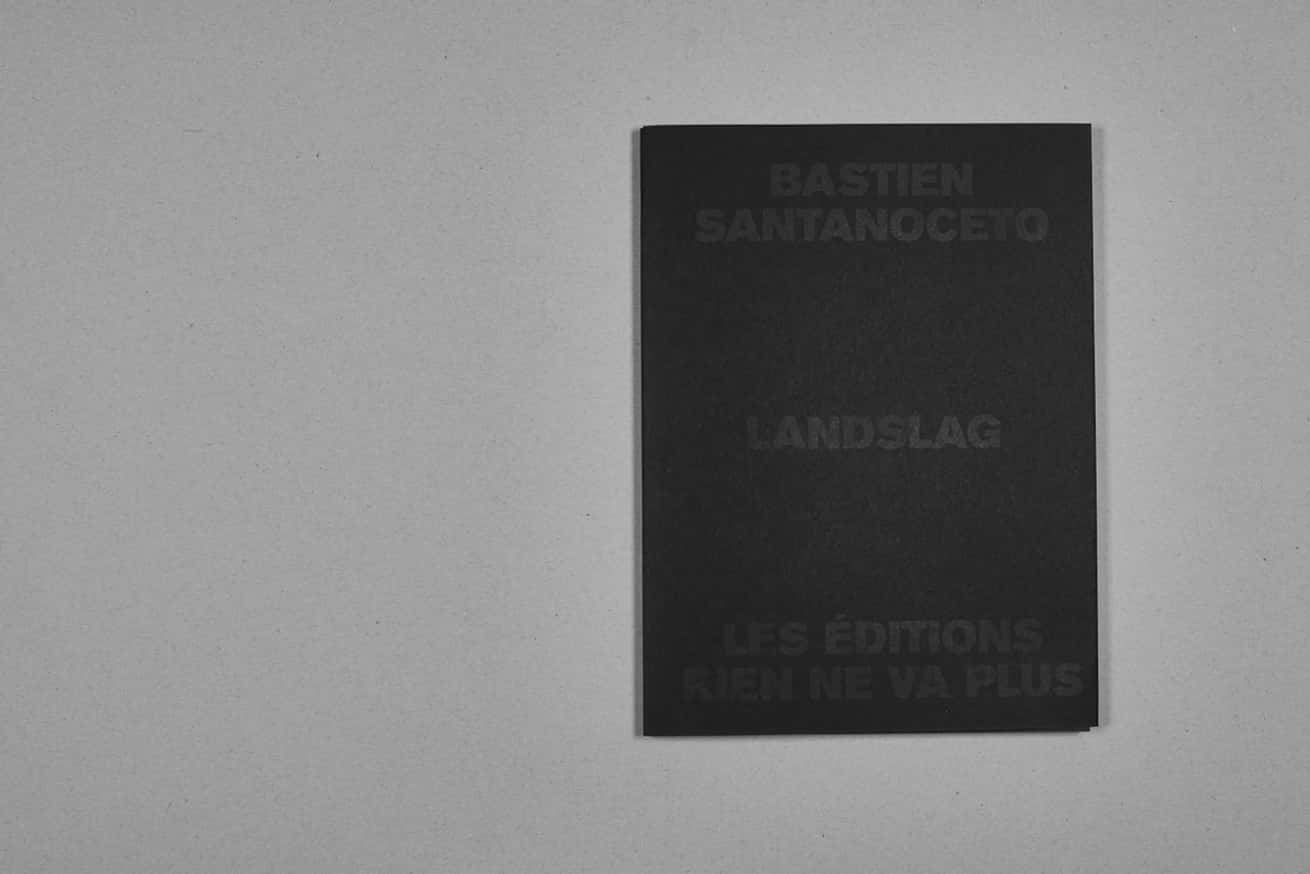 BASTIEN
SANTANOCETO
LANDSLAG
LES ÉDITIONS
RIEN NE VA PLUS